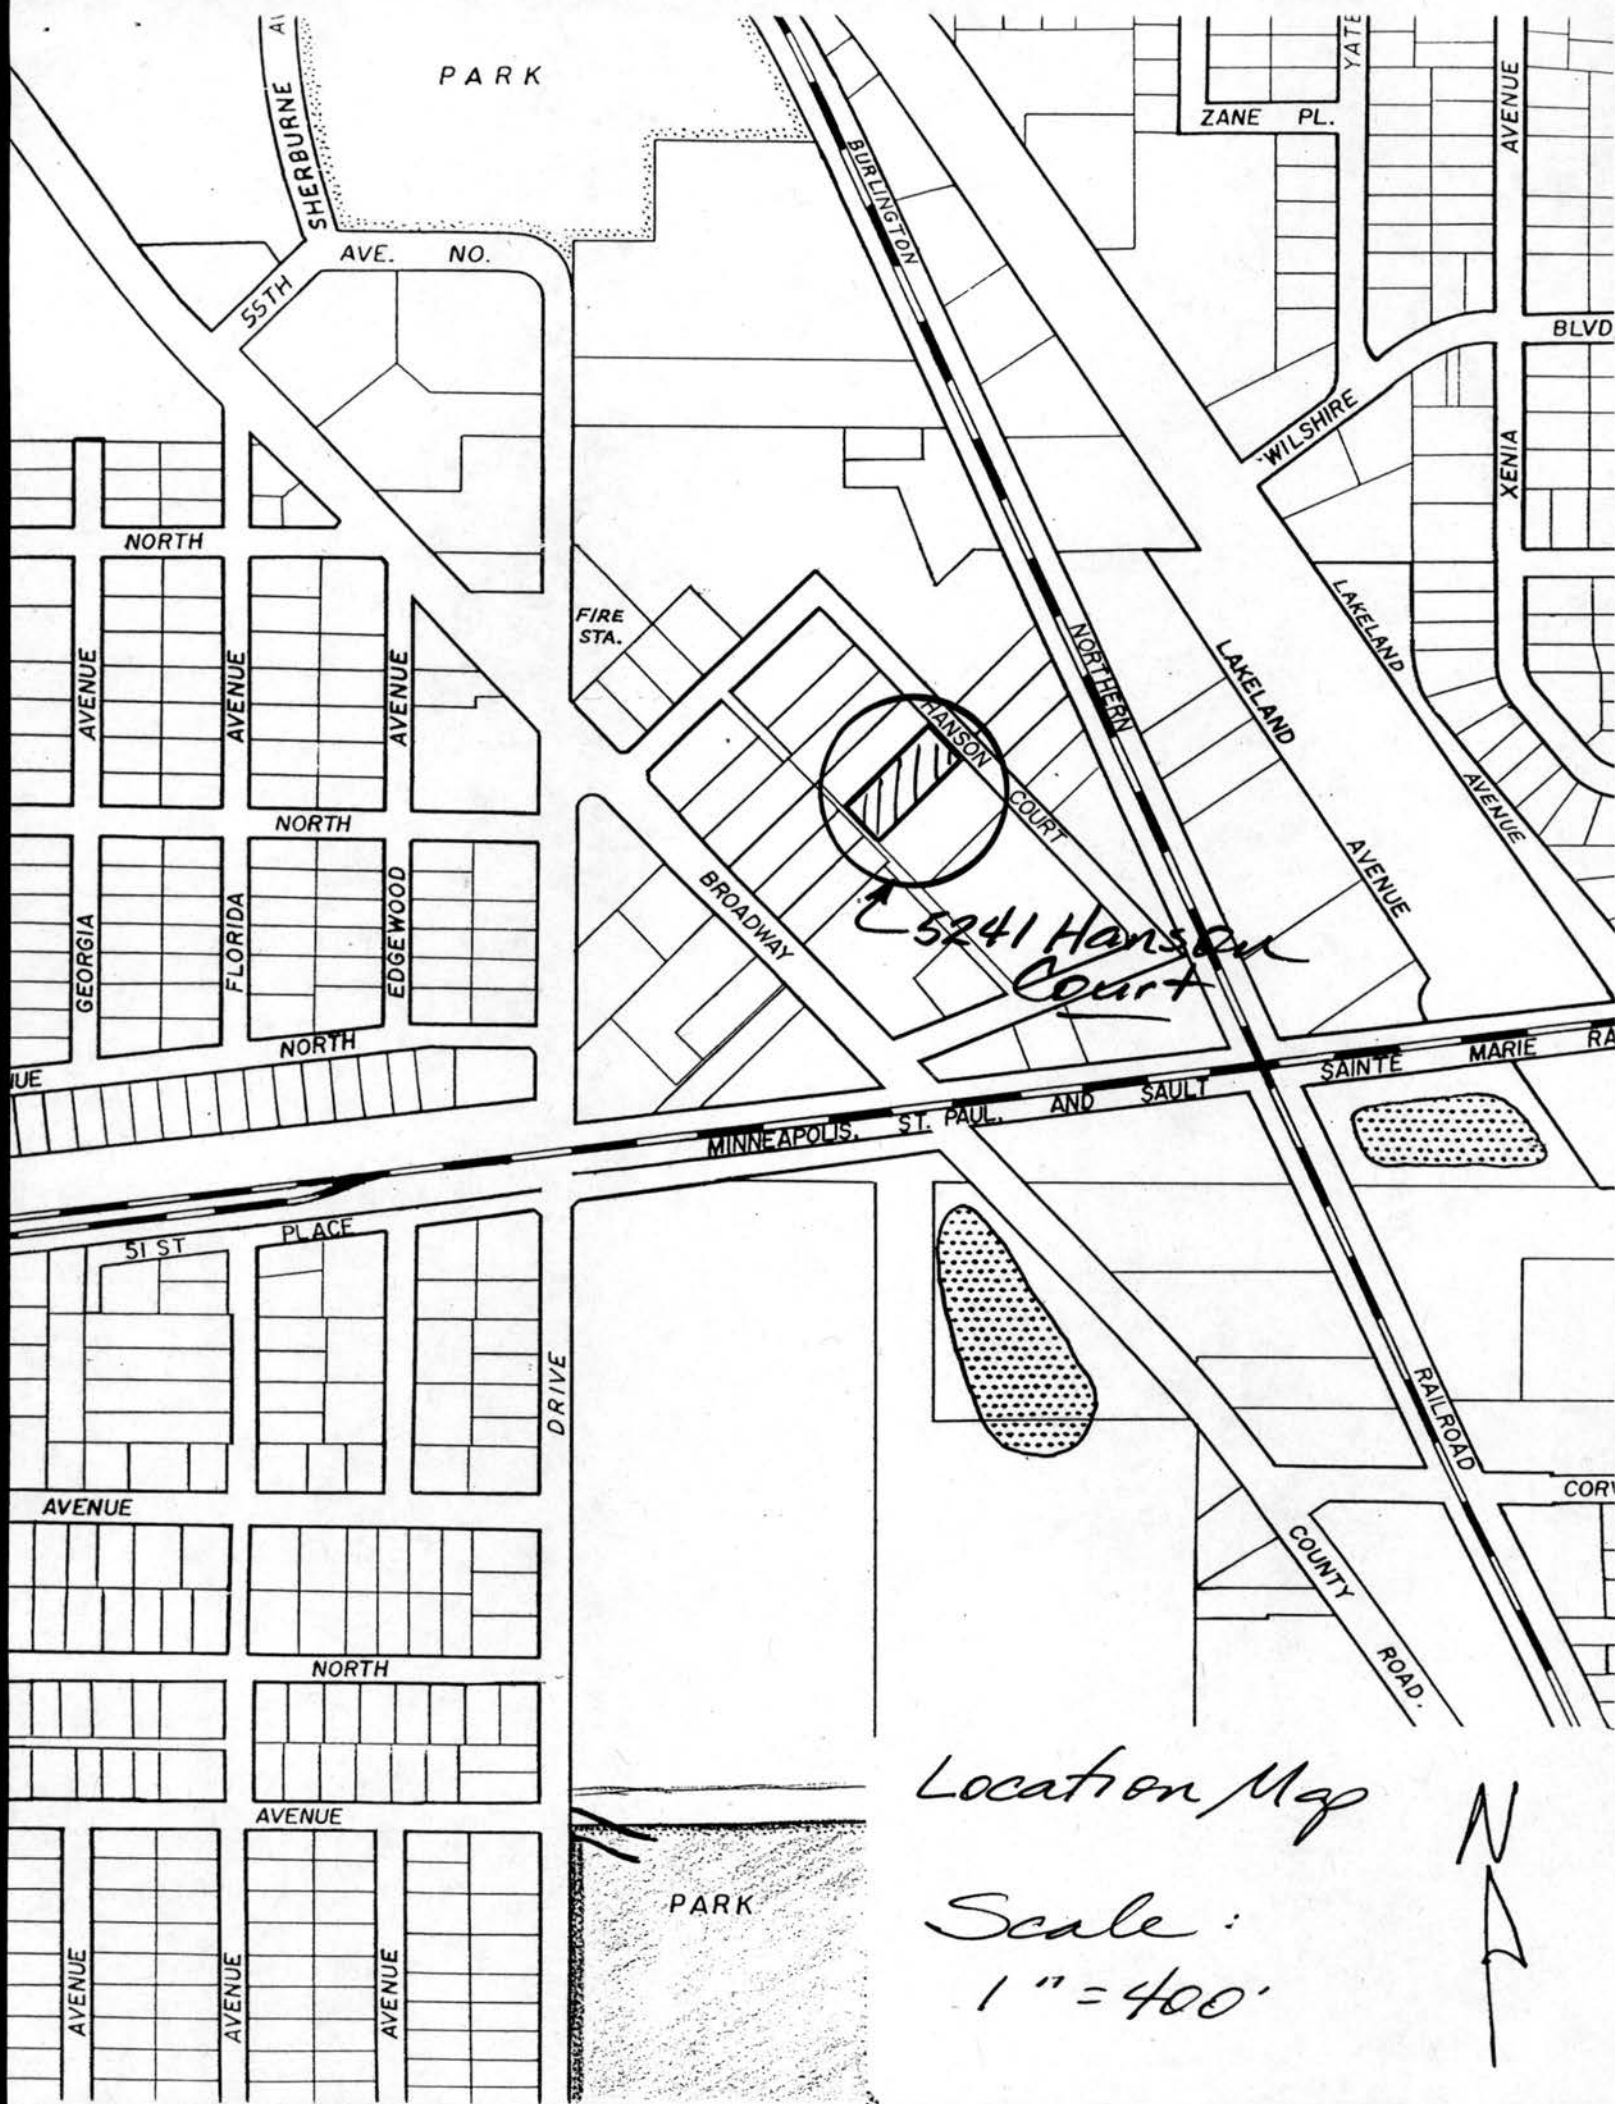 PARK
SHERBURNE
ZANE PL.
YATE
AVENUE
BURLINGTON
AVE. NO.
55TH
BLVD
WILSHIRE
XENIA
NORTH
FIRE
STA.
LAKELAND
AVENUE
LAKELAND
AVENUE
NORTHERN
AVENUE
AVENUE
AVENUE
HANSON
COURT
NORTH
BROADWAY
5241 Hanson
Court
GEORGIA
FLORIDA
EDGEWOOD
NORTH
UE
MINNEAPOLIS, ST. PAUL, AND SAULT SAINTE MARIE RA
51 ST PLACE
DRIVE
RAILROAD
AVENUE
CORV
COUNTY
ROAD.
NORTH
AVENUE
Location Map
N
PARK
Scale :
1" = 400'
AVENUE
AVENUE
AVENUE